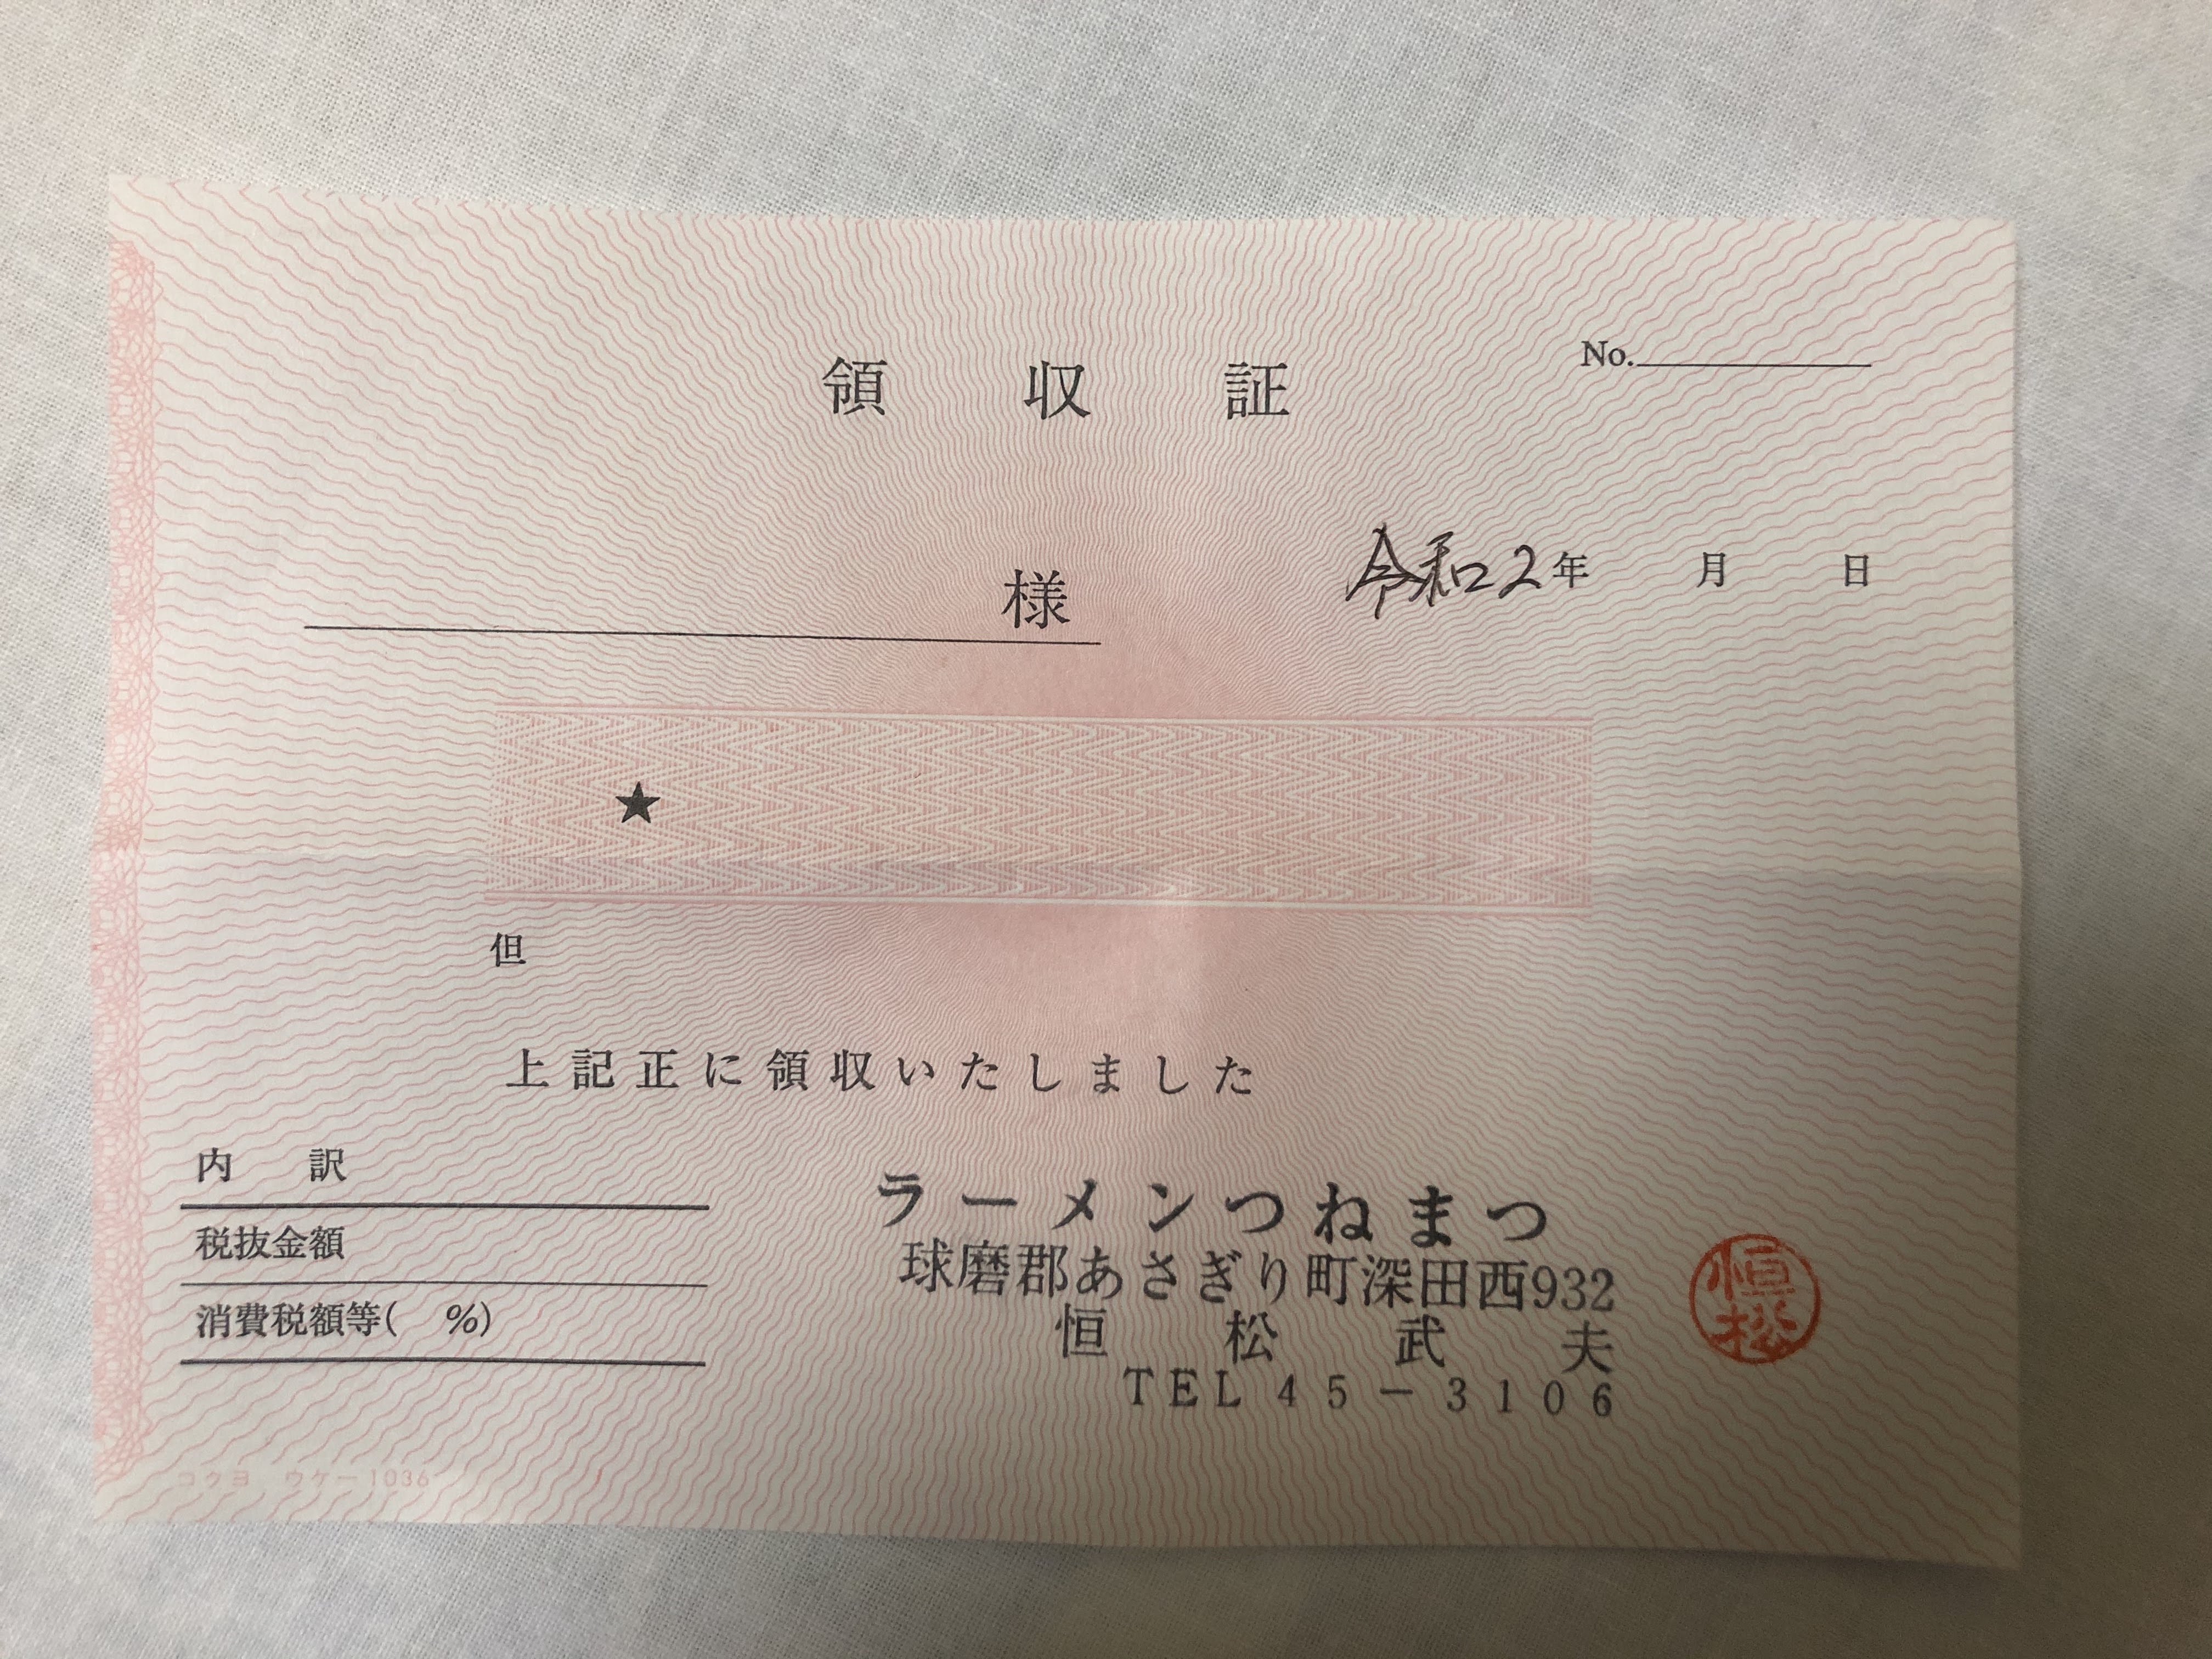 領収証
No.
様
令和2年 月 日
★
但
上記正に領収いたしました
内訳
税抜金額
消費税額等( %)
ラーメンつねまつ
球磨郡あさぎり町深田西932
恒松武夫
TEL45-3106
恒松
コクヨ ウケ-1036